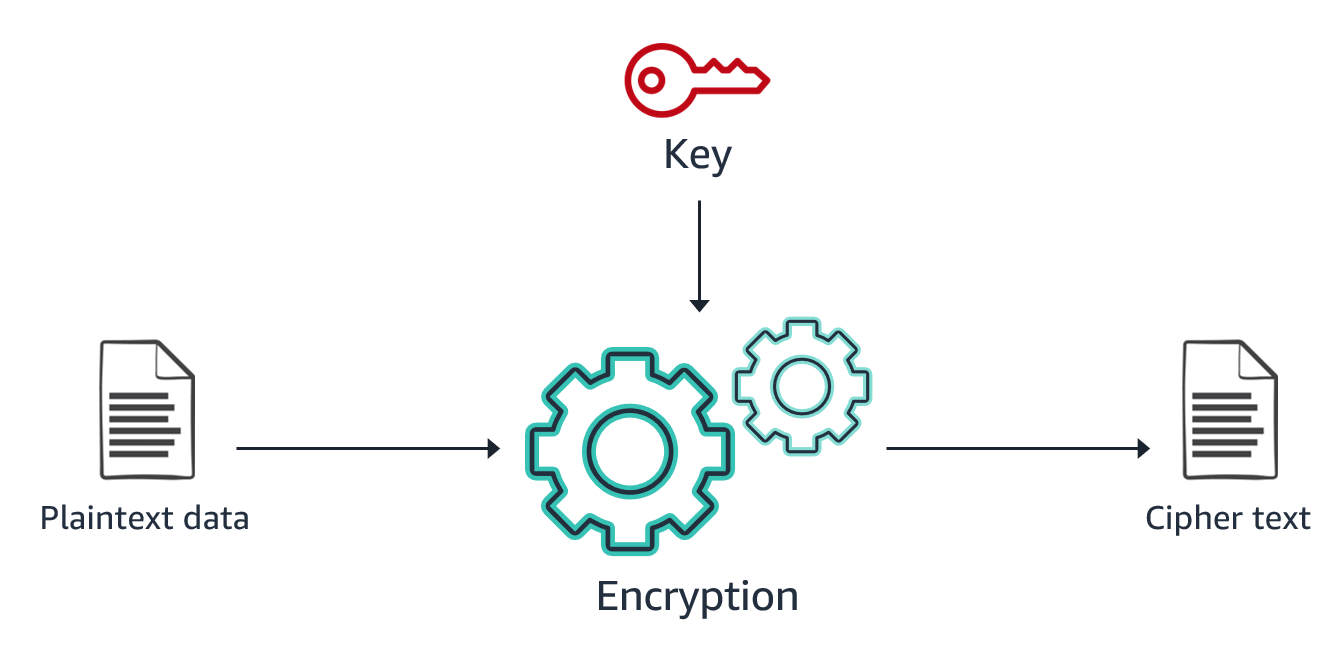 Key
Plaintext data
Cipher text
Encryption